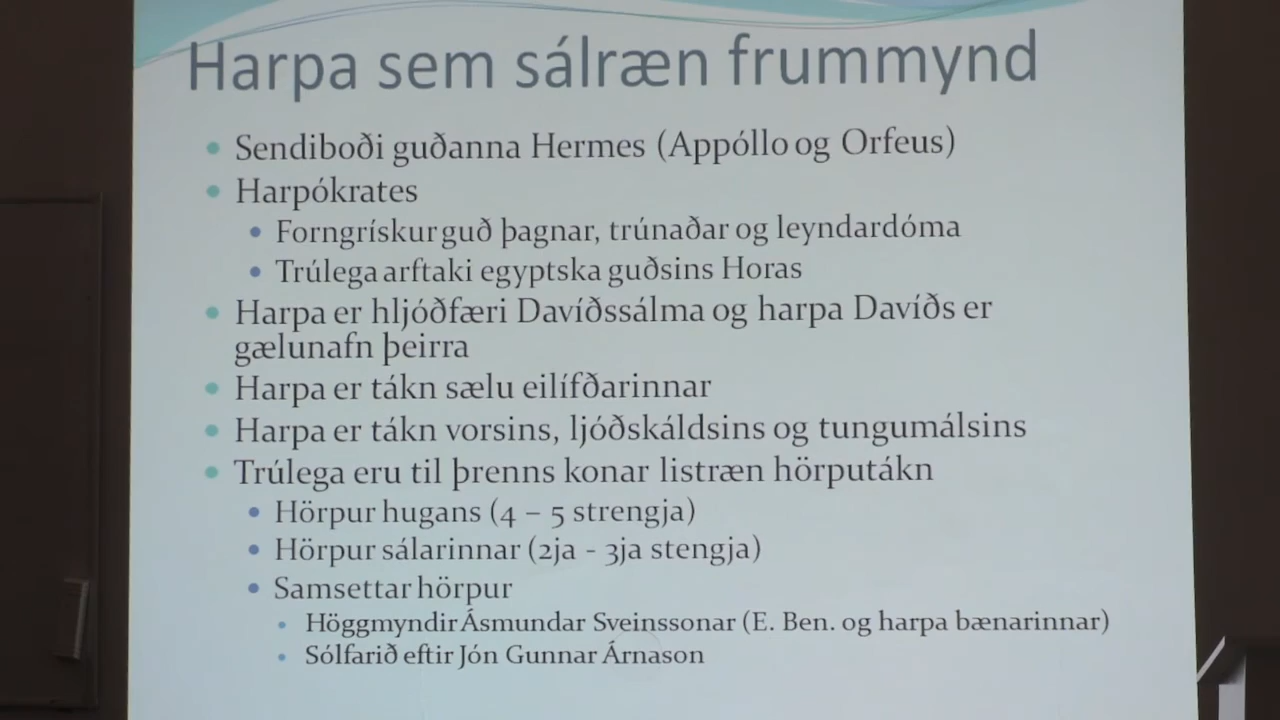 Harpa sem sálræn frummynd
Sendiboði guðanna Hermes (Appóllo og Orfeus)
Harpókrates
Forngrískur guð þagnar, trúnaðar og leyndardóma
Trúlega arftaki egyptska guðsins Horas
Harpa er hljóðfæri Davíðssálma og harpa Davíðs er
gælunafn þeirra
Harpa er tákn sælu eilífðarinnar
Harpa er tákn vorsins, ljóðskáldsins og tungumálsins
Trúlega eru til þrenns konar listræn hörputákn
Hörpur hugans (4 – 5 strengja)
Hörpur sálarinnar (2ja - 3ja stengja)
Samsettar hörpur
Höggmyndir Ásmundar Sveinssonar (E. Ben. og harpa bænarinnar)
Sólfarið eftir Jón Gunnar Árnason